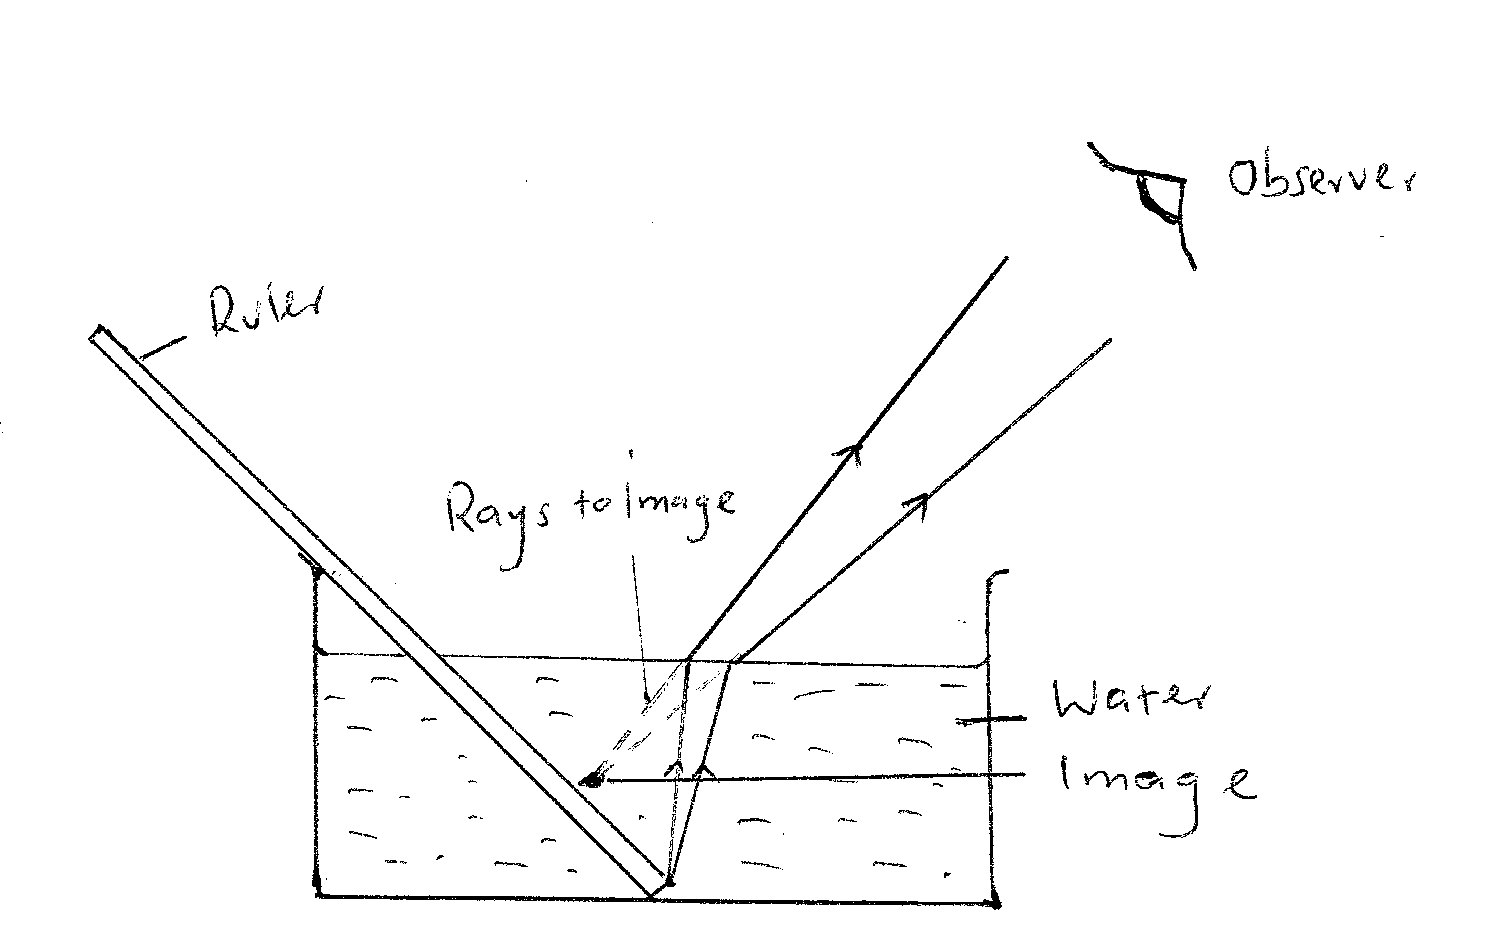 Observer
Ruler
Rays to Image
Water
Image